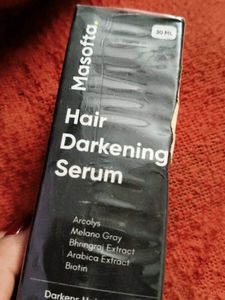 30 ML
Masofta.
Hair
Darkening
Serum
Arcolys
Melano Gray
Bhringraj Extract
Arabica Extract
Biotin